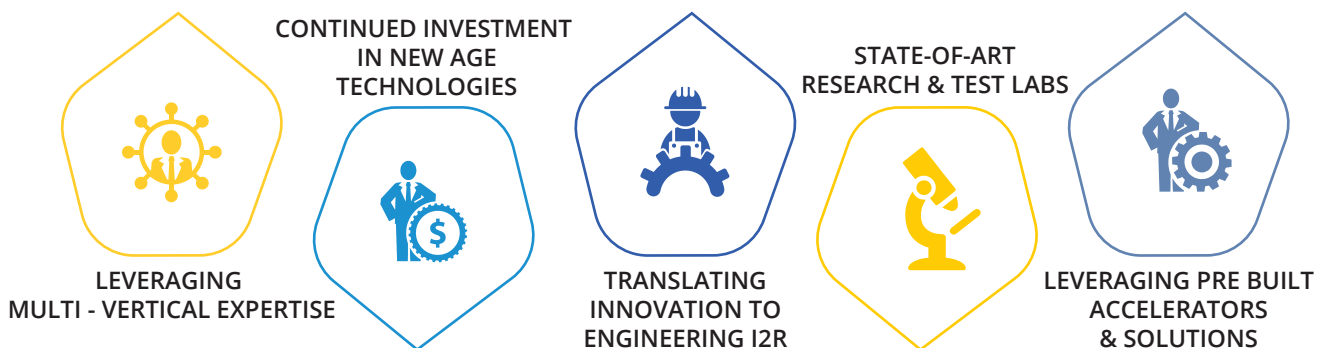 LEVERAGING
MULTI - VERTICAL EXPERTISE
CONTINUED INVESTMENT
IN NEW AGE
TECHNOLOGIES
$
TRANSLATING
INNOVATION TO
ENGINEERING I2R
STATE-OF-ART
RESEARCH & TEST LABS
LEVERAGING PRE BUILT
ACCELERATORS
& SOLUTIONS